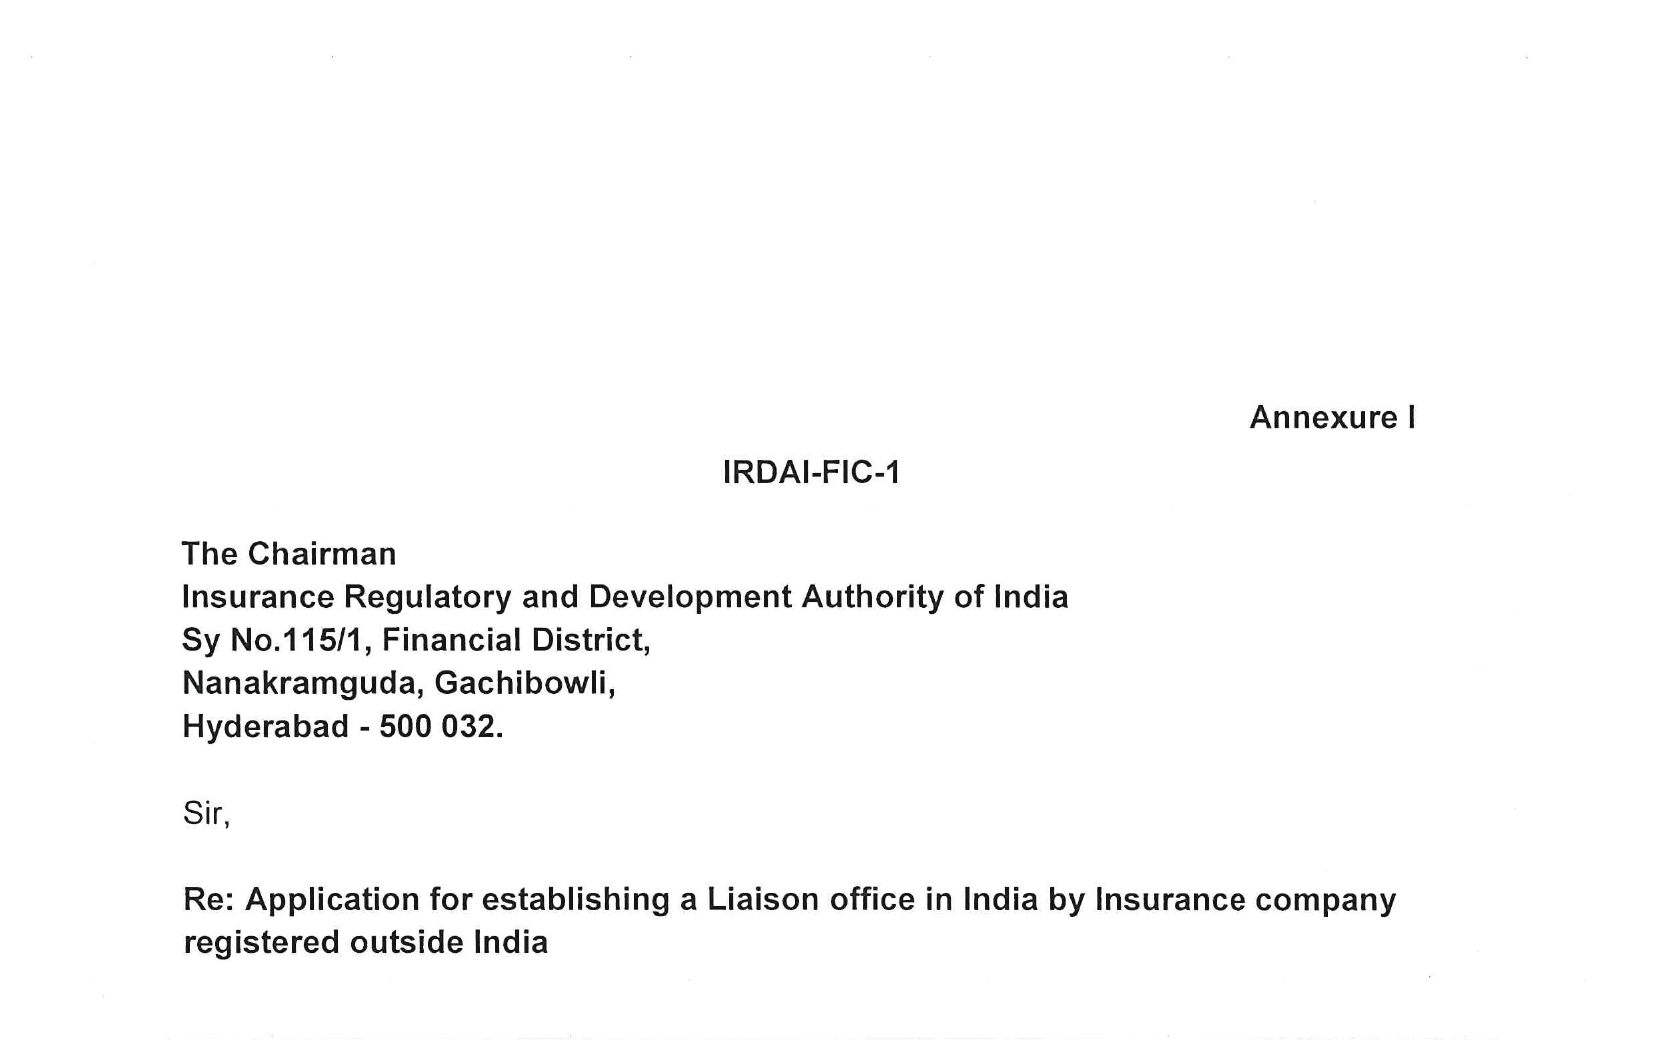 Annexure I
IRDAI-FIC-1
The Chairman
Insurance Regulatory and Development Authority of India
Sy No.115/1, Financial District,
Nanakramguda, Gachibowli,
Hyderabad - 500 032.
Sir,
Re: Application for establishing a Liaison office in India by Insurance company
registered outside India